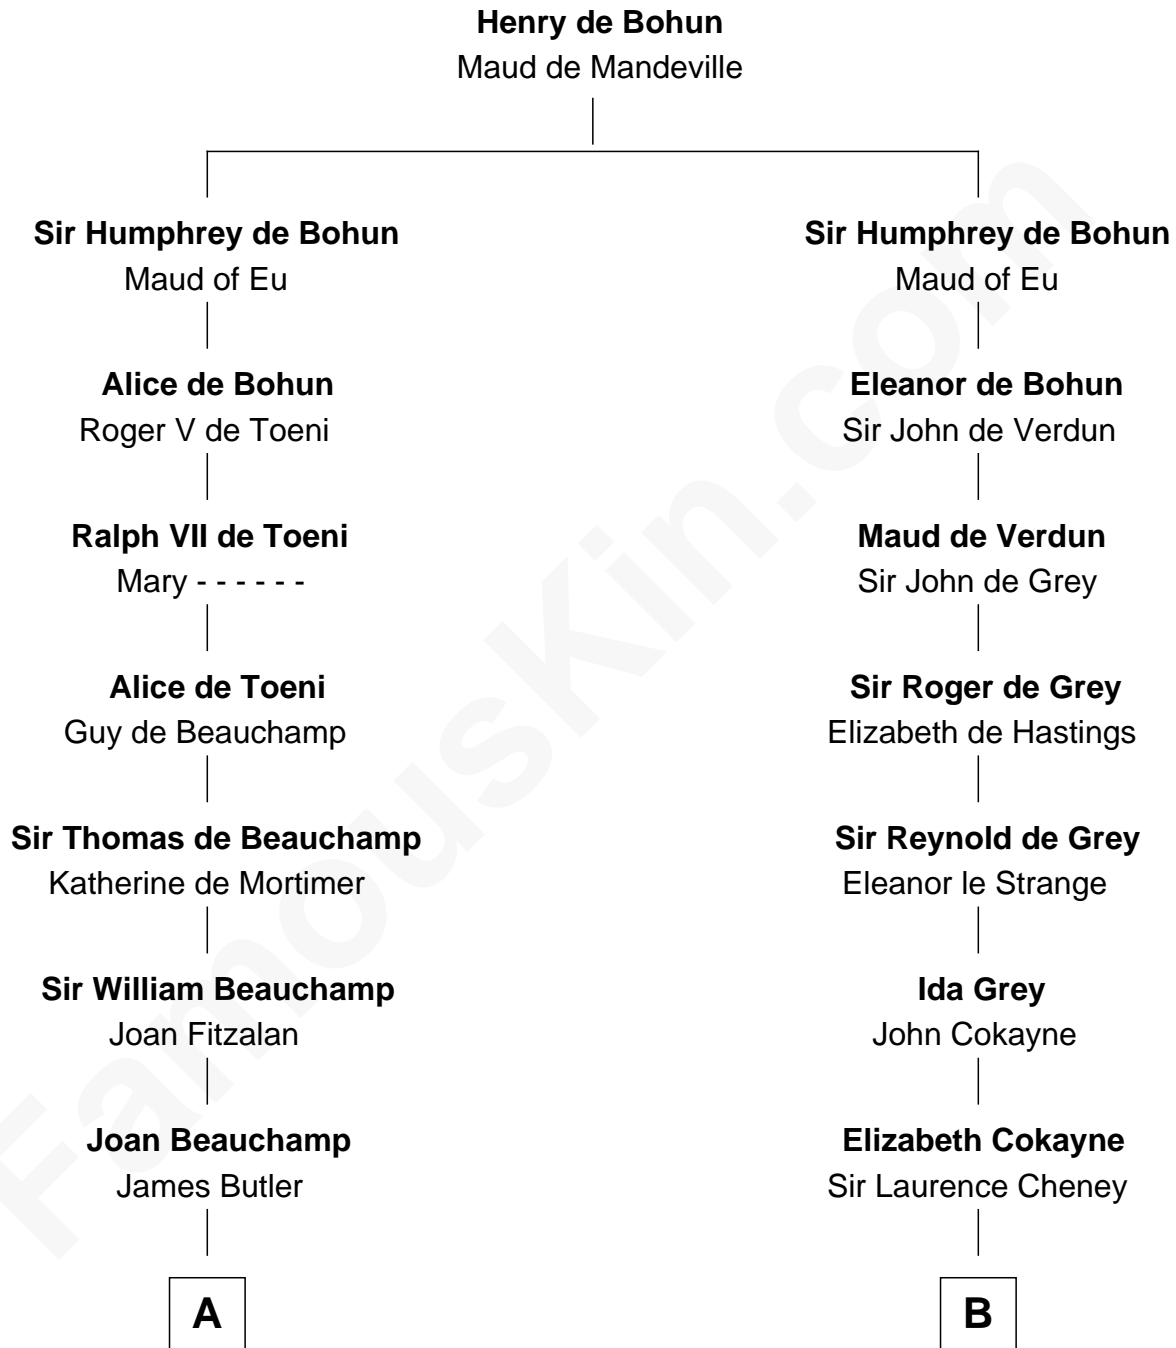 Henry de Bohun
Maud de Mandeville
Sir Humphrey de Bohun
Maud of Eu
Sir Humphrey de Bohun
Maud of Eu
Alice de Bohun
Roger V de Toeni
Eleanor de Bohun
Sir John de Verdun
Ralph VII de Toeni
Mary - - - - - -
Maud de Verdun
Sir John de Grey
Alice de Toeni
Guy de Beauchamp
Sir Roger de Grey
Elizabeth de Hastings
Sir Thomas de Beauchamp
Katherine de Mortimer
Sir Reynold de Grey
Eleanor le Strange
Sir William Beauchamp
Joan Fitzalan
Ida Grey
John Cokayne
Joan Beauchamp
James Butler
Elizabeth Cokayne
Sir Laurence Cheney
A
B
FamousKin.com